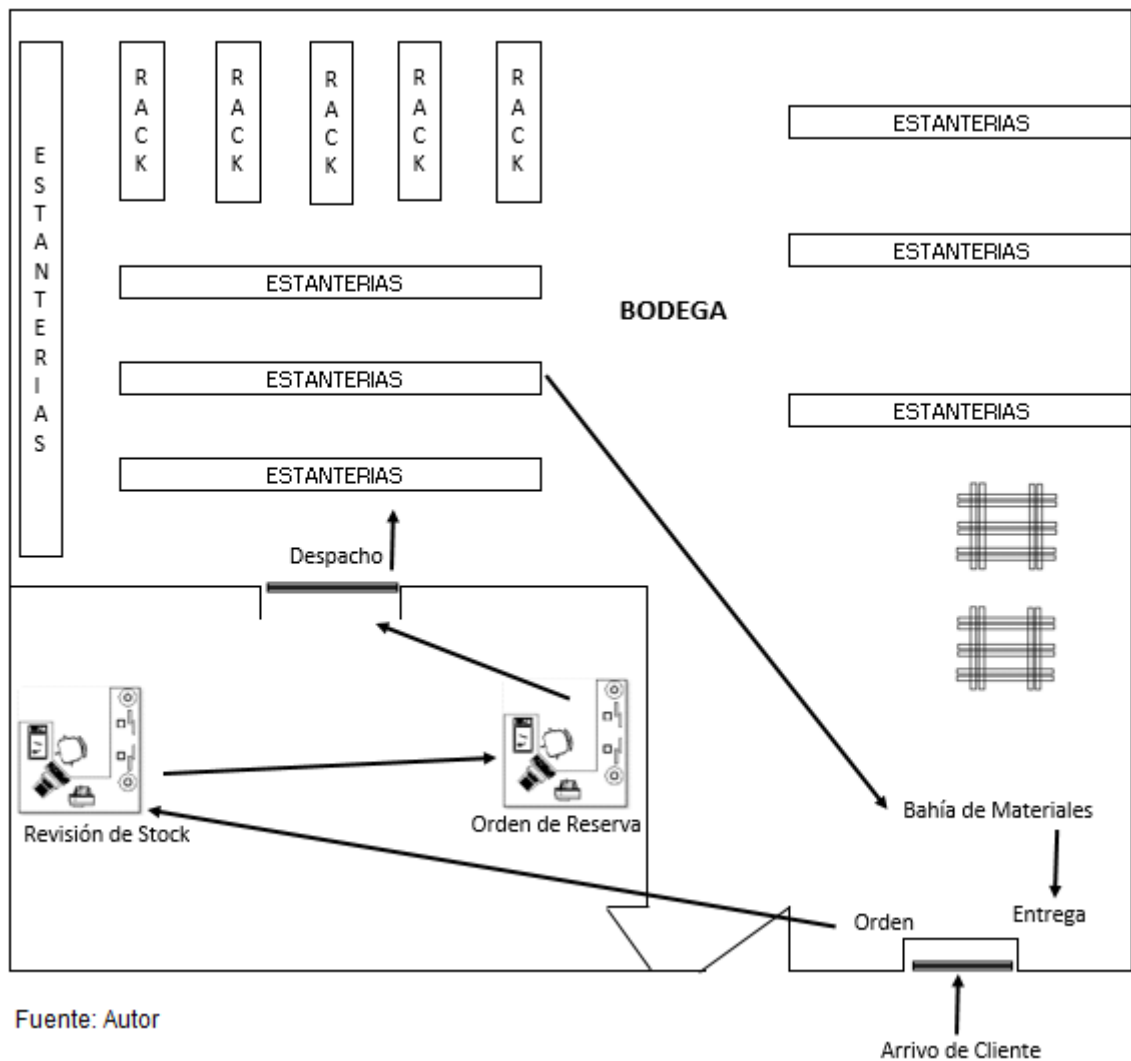 ESTANTERIAS
RACK
RACK
RACK
RACK
RACK
ESTANTERIAS
ESTANTERIAS
ESTANTERIAS
BODEGA
ESTANTERIAS
ESTANTERIAS
ESTANTERIAS
ESTANTERIAS
Despacho
Revisión de Stock
Orden de Reserva
Bahía de Materiales
Orden
Entrega
Fuente: Autor
Arrivo de Cliente